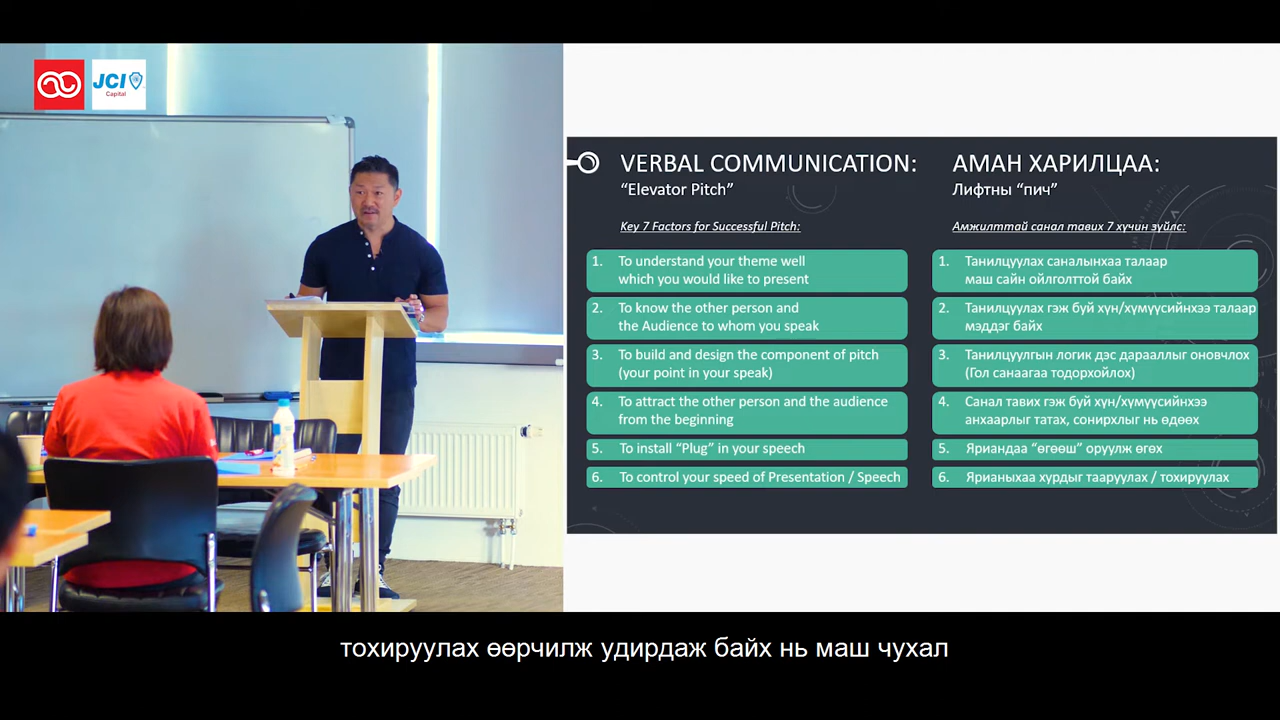 JCI
Capital
VERBAL COMMUNICATION:
“Elevator Pitch”
Key 7 Factors for Successful Pitch:
1. To understand your theme well
which you would like to present
2. To know the other person and
the Audience to whom you speak
3. To build and design the component of pitch
(your point in your speak)
4. To attract the other person and the audience
from the beginning
5. To install “Plug” in your speech
6. To control your speed of Presentation / Speech
АМАН ХАРИЛЦАА:
Лифтны “пич”
Амжилттай санал тавих 7 хүчин зүйлс:
1. Танилцуулах саналынхаа талаар
маш сайн ойлголттой байх
2. Танилцуулах гэж буй хүн/хүмүүсийнхээ талаар
мэддэг байх
3. Танилцуулгын логик дэс дарааллыг оновчлох
(Гол санаагаа тодорхойлох)
4. Санал тавих гэж буй хүн/хүмүүсийнхээ
анхаарлыг татах, сонирхлыг нь өдөөх
5. Яриандаа “өгөөш” оруулж өгөх
6. Ярианыхаа хурдыг тааруулах / тохируулах
тохируулах өөрчилж удирдаж байх нь маш чухал